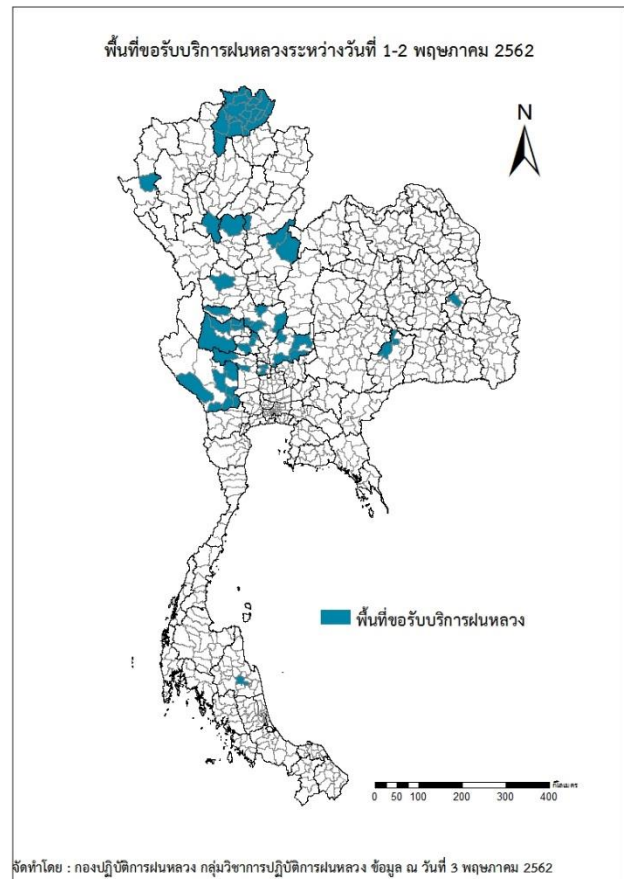 พื้นที่ขอรับบริการฝนหลวงระหว่างวันที่ 1-2 พฤษภาคม 2562
N
พื้นที่ขอรับบริการฝนหลวง
กิโลเมตร
0 50 100 200 300 400
จัดทำโดย : กองปฏิบัติการฝนหลวง กลุ่มวิชาการปฏิบัติการฝนหลวง ข้อมูล ณ วันที่ 3 พฤษภาคม 2562